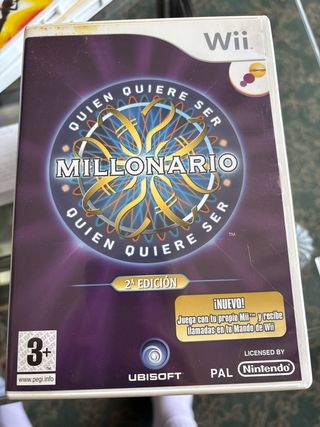 Wii
QUIEN QUIERE SER
MILLONARIO
QUIEN QUIERE SER
TM
2ª EDICIÓN
¡NUEVO!
Juega con tu propio Mii™ y recibe
llamadas en tu Mando de Wii
3+
www.pegi.info
UBISOFT
LICENSED BY
PAL Nintendo